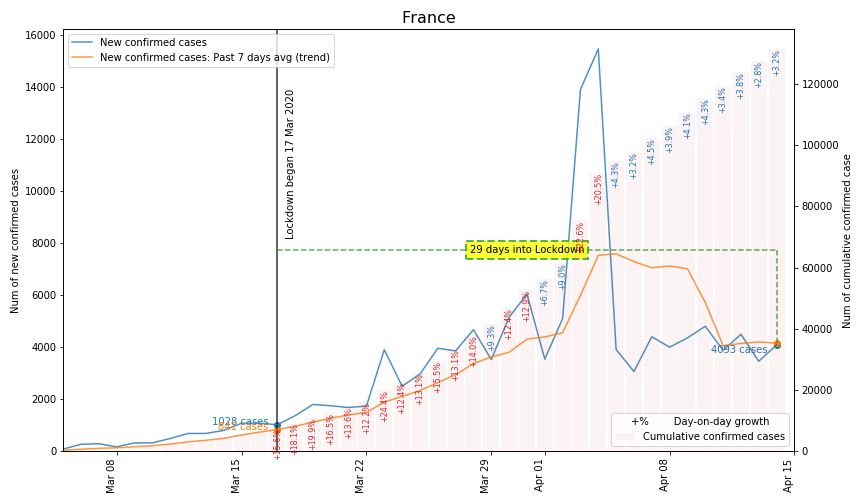 France
New confirmed cases
New confirmed cases: Past 7 days avg (trend)
16000
14000
12000
10000
8000
6000
4000
2000
0
Num of new confirmed cases
120000
100000
80000
60000
40000
20000
0
Num of cumulative confirmed case
Lockdown began 17 Mar 2020
29 days into Lockdown
1028 cases
4093 cases
+18.1%
+19.9%
+16.5%
+13.6%
+12.2%
+24.4%
+12.4%
+13.1%
+15.5%
+13.1%
+14.0%
+9.3%
+12.4%
+12.9%
+6.7%
+9.0%
+20.5%
+4.3%
+3.2%
+4.5%
+3.9%
+4.1%
+4.3%
+3.4%
+3.8%
+2.8%
+3.2%
+% Day-on-day growth
Cumulative confirmed cases
Mar 08
Mar 15
Mar 22
Mar 29
Apr 01
Apr 08
Apr 15